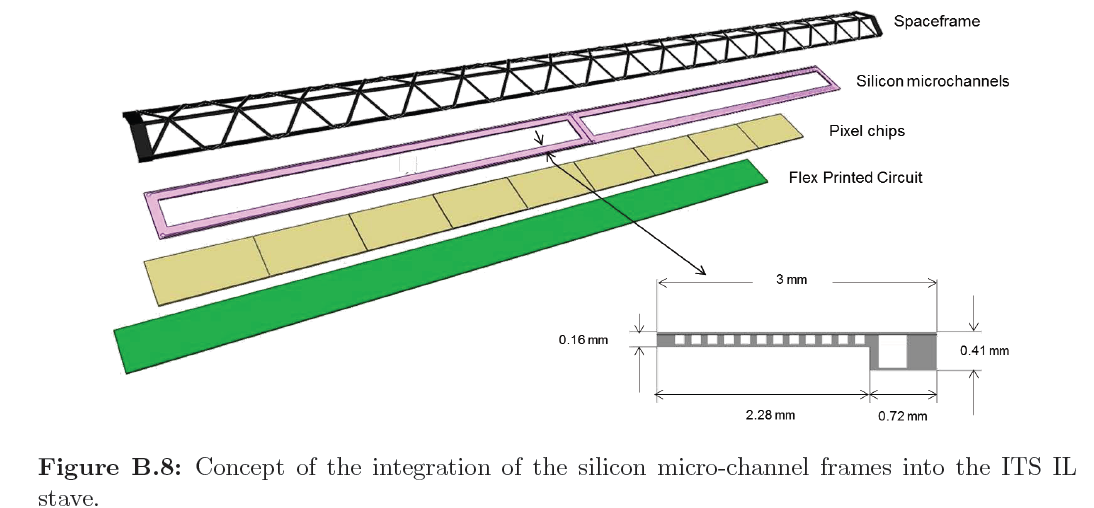 Spaceframe
Silicon microchannels
Pixel chips
Flex Printed Circuit
3 mm
0.16 mm
0.41 mm
2.28 mm
0.72 mm
Figure B.8: Concept of the integration of the silicon micro-channel frames into the ITS IL
stave.